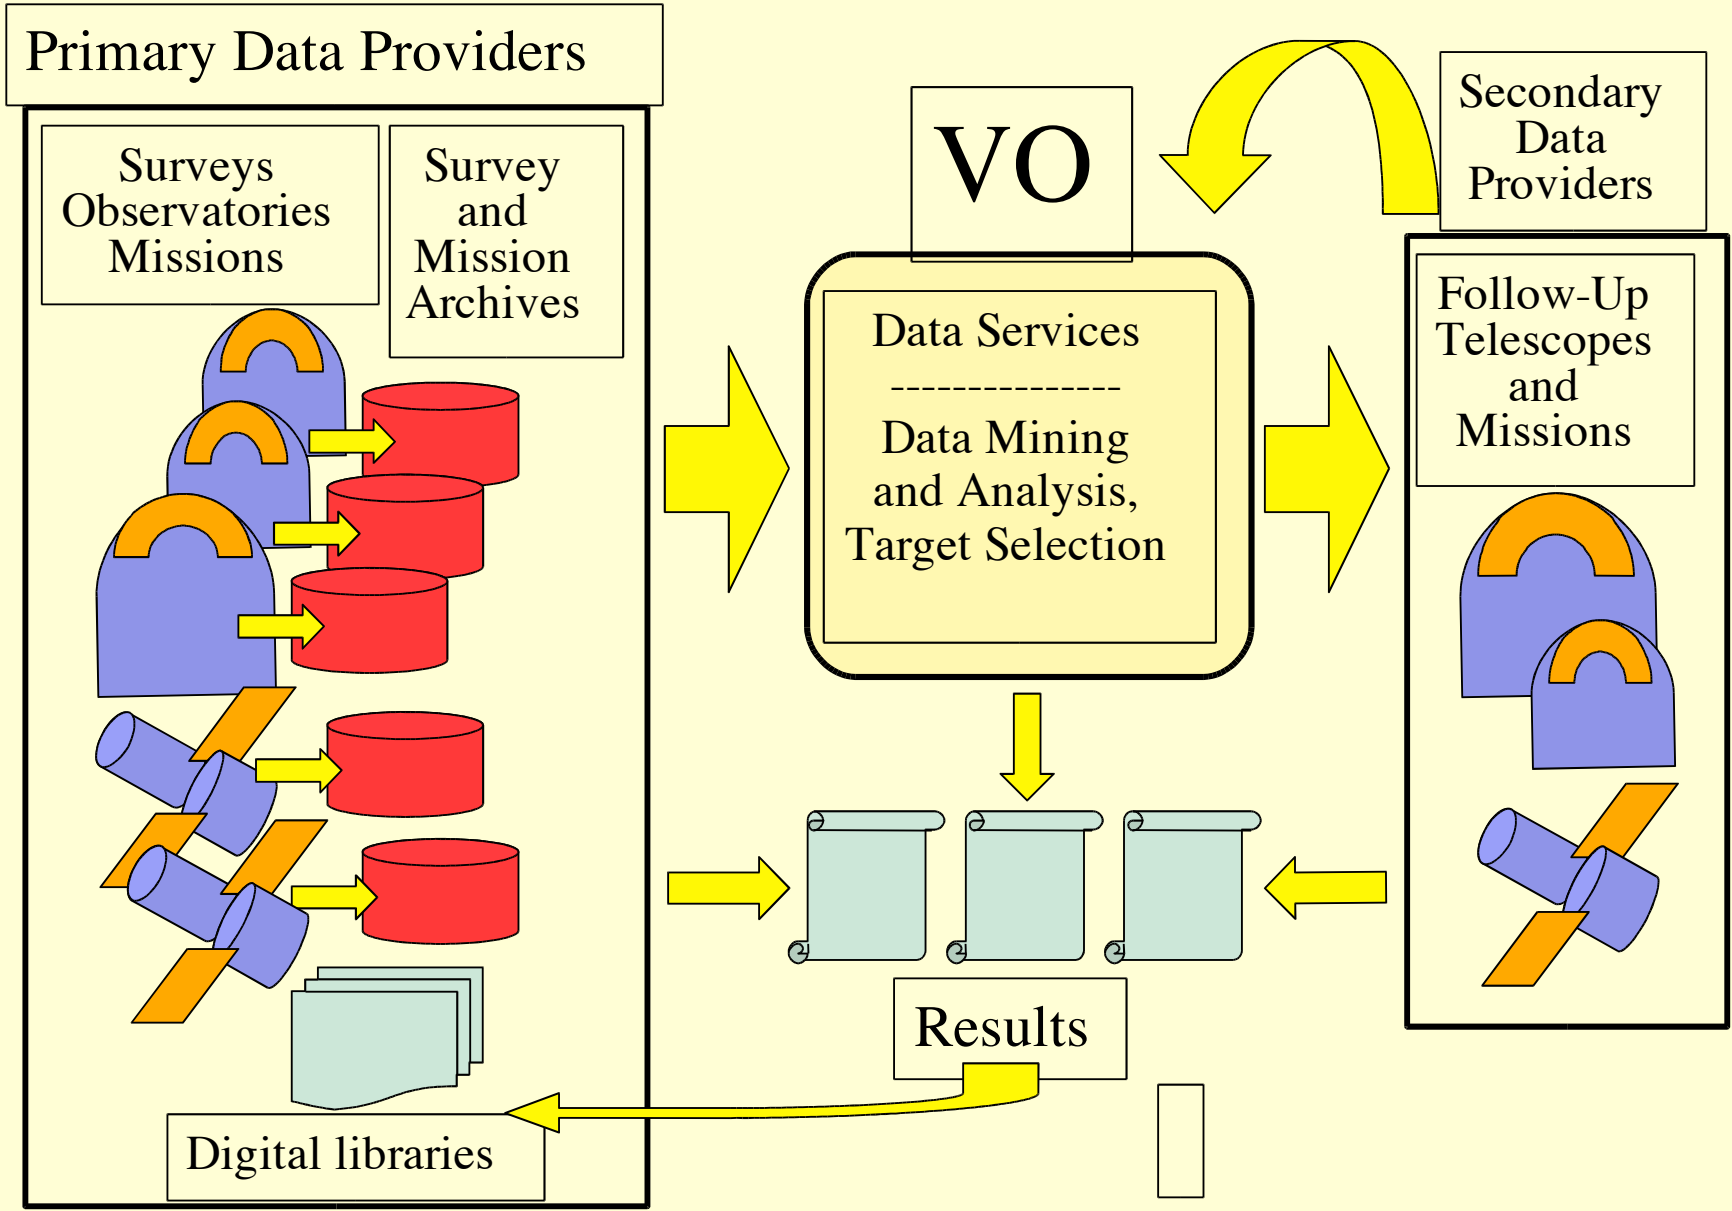 Primary Data Providers
Surveys
Observatories
Missions
Survey
and
Mission
Archives
Digital libraries
VO
Data Services
---------------
Data Mining
and Analysis,
Target Selection
Results
Secondary
Data
Providers
Follow-Up
Telescopes
and
Missions